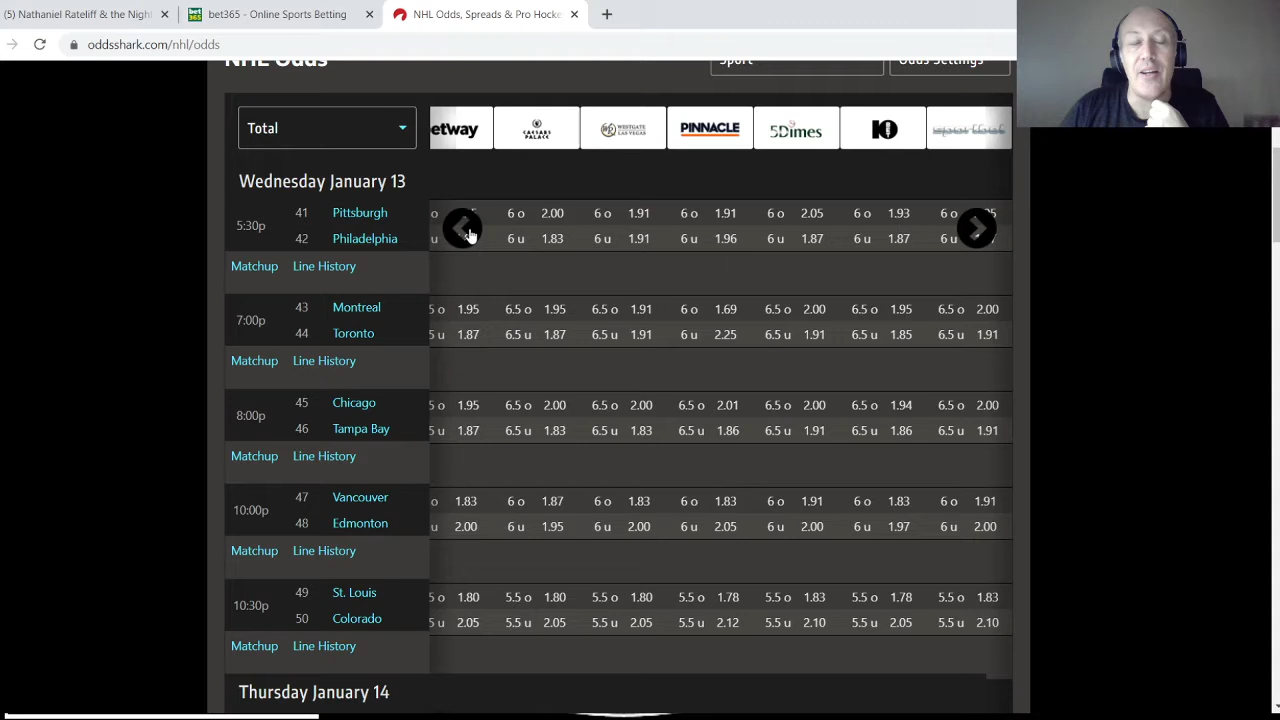 (5) Nathaniel Rateliff & the Night
bet365 - Online Sports Betting
NHL Odds, Spreads & Pro Hocke
oddsshark.com/nhl/odds
NHL Odds
Sport
Odds Settings
Total
etway
CAESARS PALACE
WESTGATE LAS VEGAS
PINNACLE
5Dimes
Wednesday January 13
5:30p
41 Pittsburgh o 6 o 2.00 6 o 1.91 6 o 1.91 6 o 2.05 6 o 1.93 6 o
42 Philadelphia u 6 u 1.83 6 u 1.91 6 u 1.96 6 u 1.87 6 u 1.87 6 u
Matchup Line History
7:00p
43 Montreal 5 o 1.95 6.5 o 1.95 6.5 o 1.91 6 o 1.69 6.5 o 2.00 6.5 o 1.95 6.5 o 2.00
44 Toronto 5 u 1.87 6.5 u 1.87 6.5 u 1.91 6 u 2.25 6.5 u 1.91 6.5 u 1.85 6.5 u 1.91
Matchup Line History
8:00p
45 Chicago 5 o 1.95 6.5 o 2.00 6.5 o 2.00 6.5 o 2.01 6.5 o 2.00 6.5 o 1.94 6.5 o 2.00
46 Tampa Bay 5 u 1.87 6.5 u 1.83 6.5 u 1.83 6.5 u 1.86 6.5 u 1.91 6.5 u 1.86 6.5 u 1.91
Matchup Line History
10:00p
47 Vancouver o 1.83 6 o 1.87 6 o 1.83 6 o 1.83 6 o 1.91 6 o 1.83 6 o 1.91
48 Edmonton u 2.00 6 u 1.95 6 u 2.00 6 u 2.05 6 u 2.00 6 u 1.97 6 u 2.00
Matchup Line History
10:30p
49 St. Louis 5 o 1.80 5.5 o 1.80 5.5 o 1.80 5.5 o 1.78 5.5 o 1.83 5.5 o 1.78 5.5 o 1.83
50 Colorado 5 u 2.05 5.5 u 2.05 5.5 u 2.05 5.5 u 2.12 5.5 u 2.10 5.5 u 2.05 5.5 u 2.10
Matchup Line History
Thursday January 14